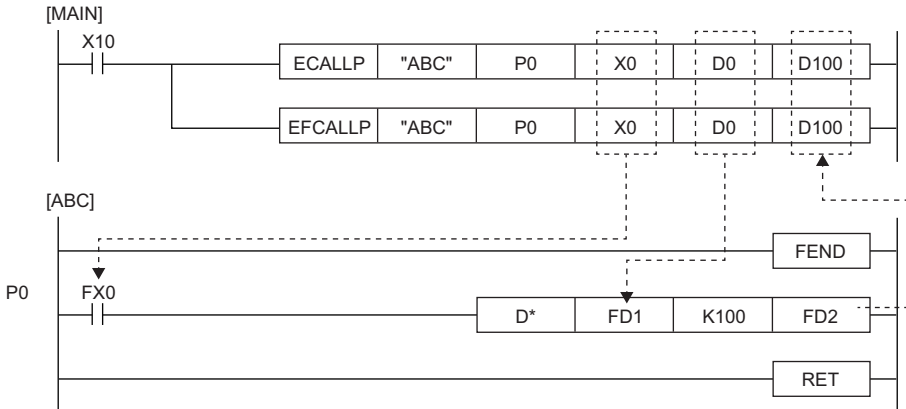 [MAIN]
X10
ECALLP "ABC" P0 X0 D0 D100
EFCALLP "ABC" P0 X0 D0 D100
[ABC]
FEND
P0 FX0
D* FD1 K100 FD2
RET